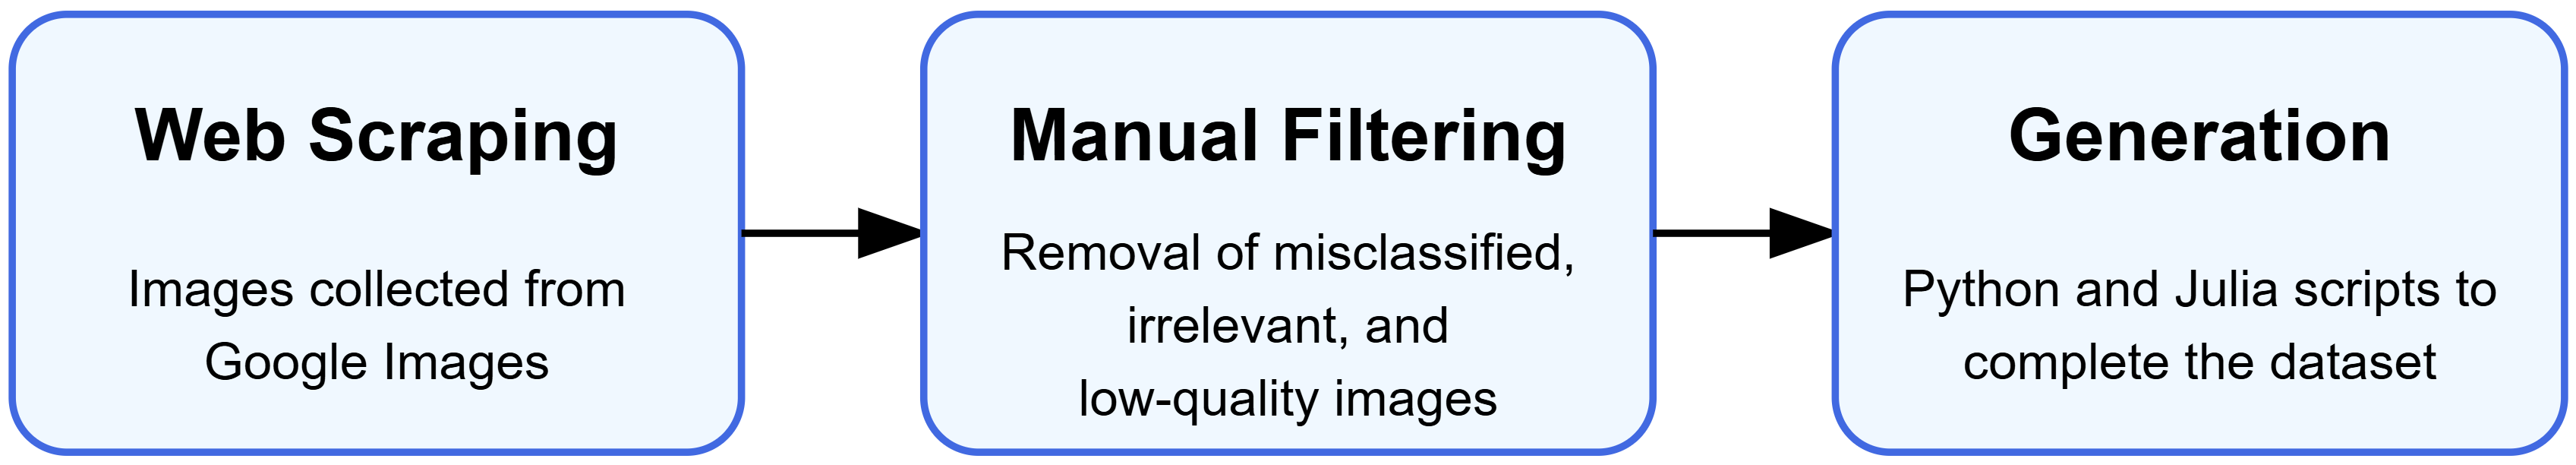 Web Scraping
Images collected from
Google Images
Manual Filtering
Removal of misclassified,
irrelevant, and
low-quality images
Generation
Python and Julia scripts to
complete the dataset